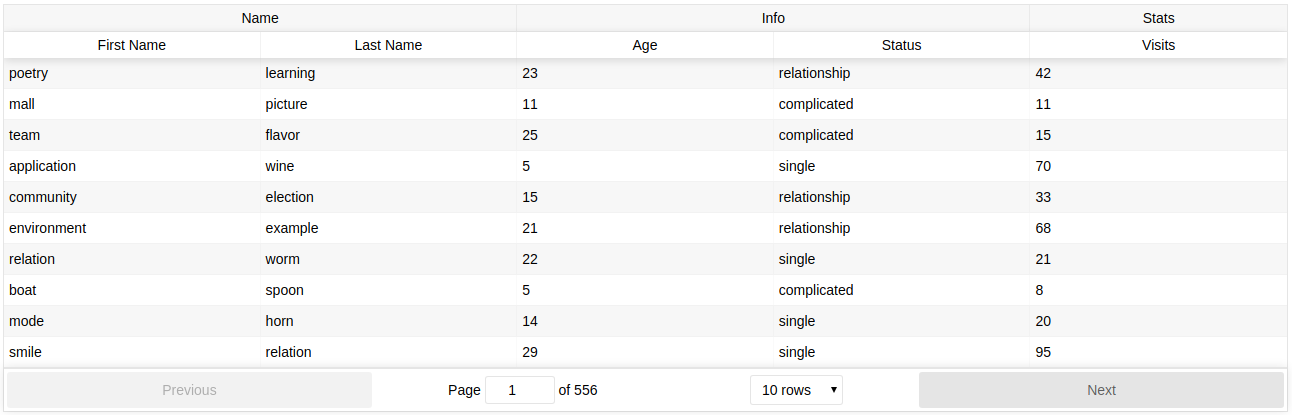 Name Info Stats
First Name Last Name Age Status Visits
poetry learning 23 relationship 42
mall picture 11 complicated 11
team flavor 25 complicated 15
application wine 5 single 70
community election 15 relationship 33
environment example 21 relationship 68
relation worm 22 single 21
boat spoon 5 complicated 8
mode horn 14 single 20
smile relation 29 single 95
Previous Page 1 of 556 10 rows Next